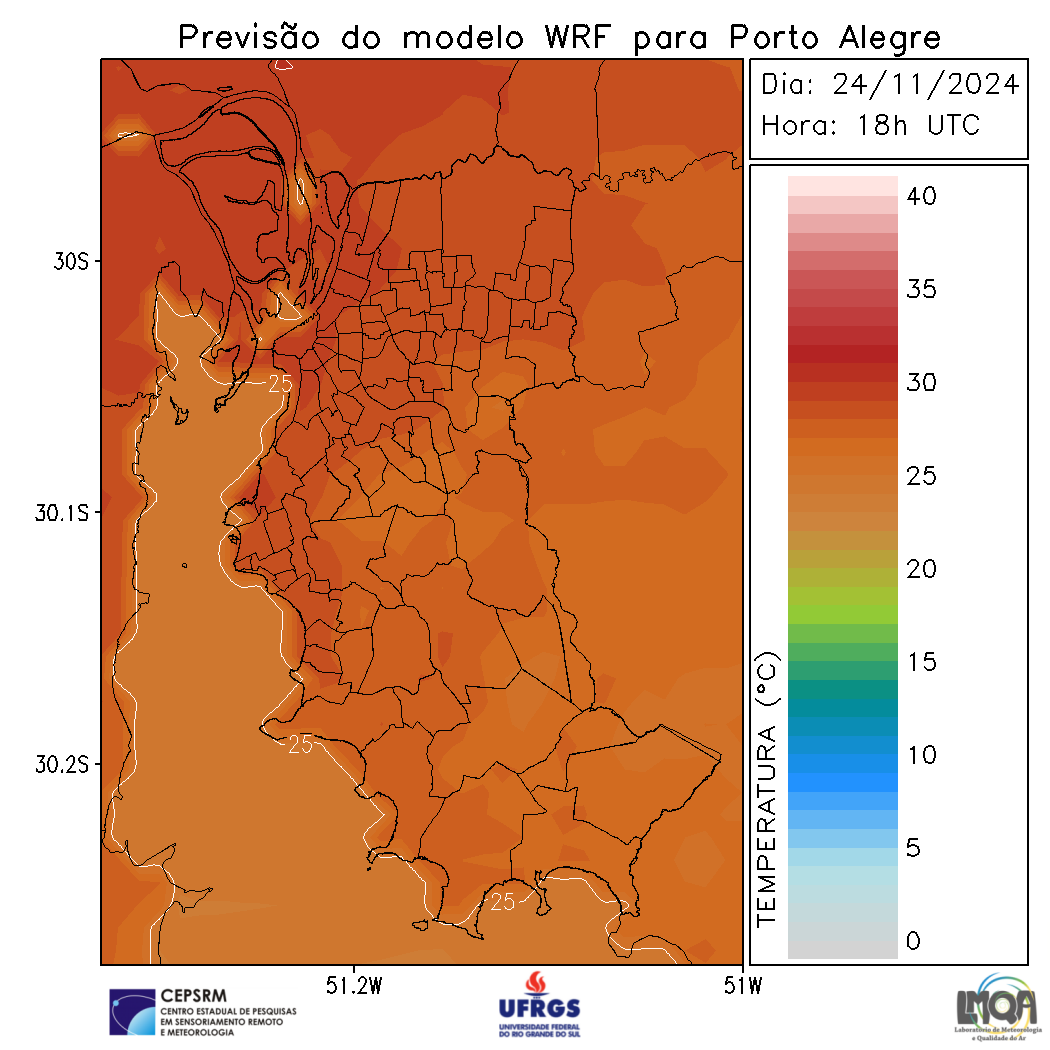 Previsão do modelo WRF para Porto Alegre
Dia: 24/11/2024
Hora: 18h UTC
40
35
30
25
20
15
10
5
0
TEMPERATURA (°C)
30S
30.1S
30.2S
51.2W
51W
25
25
25
CEPSRM
CENTRO ESTADUAL DE PESQUISAS
EM SENSORIAMENTO REMOTO
E METEOROLOGIA
UFRGS
UNIVERSIDADE FEDERAL
DO RIO GRANDE DO SUL
LMQA
Laboratório de Meteorologia
e Qualidade do Ar